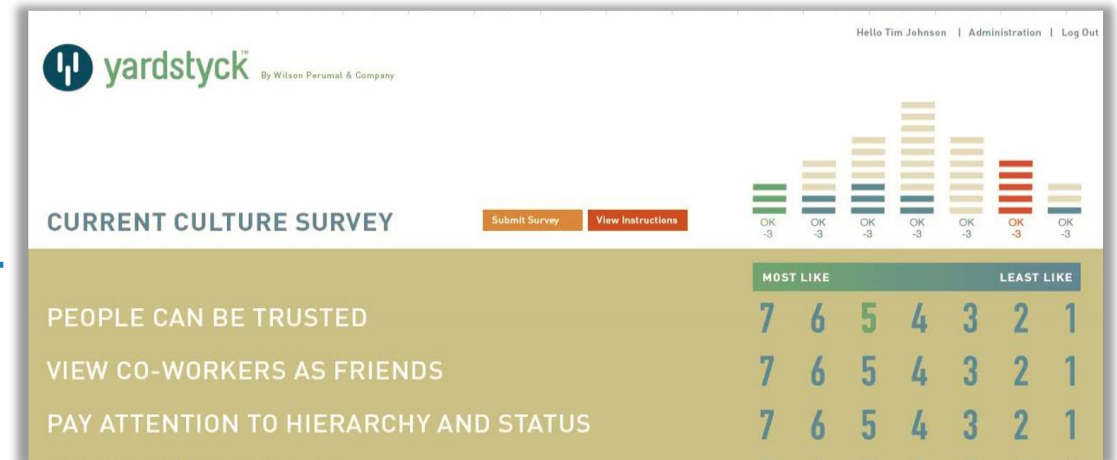 Hello Tim Johnson | Administration | Log Out
yardstyck™ By Wilson Perumal & Company
CURRENT CULTURE SURVEY
Submit Survey View Instructions
OK OK OK OK OK OK OK
-3 -3 -3 -3 -3 -3 -3
MOST LIKE LEAST LIKE
PEOPLE CAN BE TRUSTED 7 6 5 4 3 2 1
VIEW CO-WORKERS AS FRIENDS 7 6 5 4 3 2 1
PAY ATTENTION TO HIERARCHY AND STATUS 7 6 5 4 3 2 1